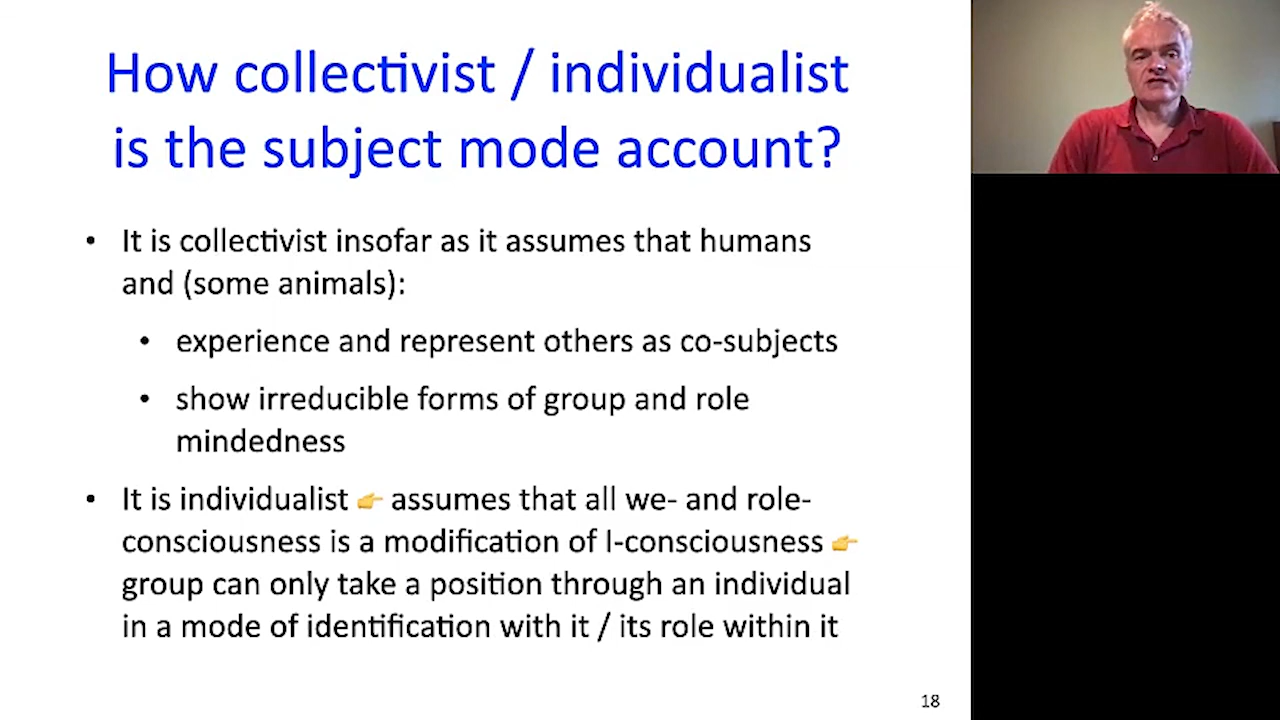 How collectivist / individualist
is the subject mode account?
• It is collectivist insofar as it assumes that humans
and (some animals):
• experience and represent others as co-subjects
• show irreducible forms of group and role
mindedness
• It is individualist 👉 assumes that all we- and role-
consciousness is a modification of I-consciousness 👉
group can only take a position through an individual
in a mode of identification with it / its role within it
18